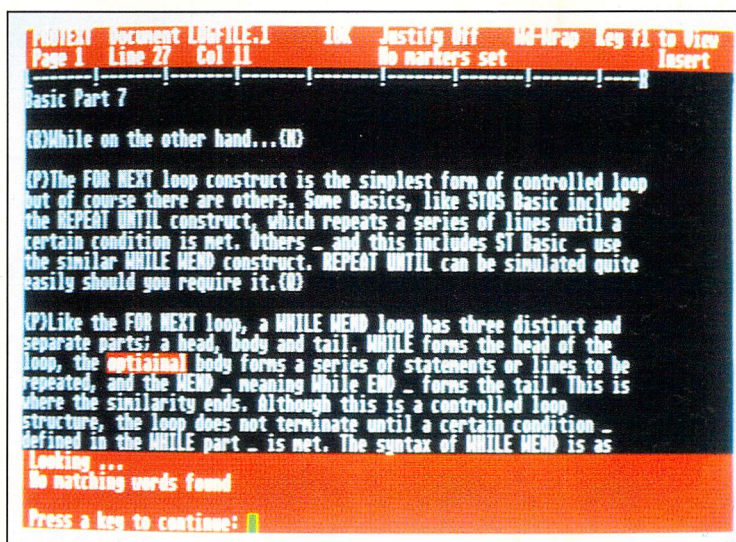 PROTEXT Document LOGFILE.1 10K Justify Off Wd-Wrap Key f1 to View
Page 1 Line 27 Col 11 No markers set Insert
Basic Part 7
(B)While on the other hand...(N)
(P)The FOR NEXT loop construct is the simplest form of controlled loop
but of course there are others. Some Basics, like STOS Basic include
the REPEAT UNTIL construct, which repeats a series of lines until a
certain condition is met. Others _ and this includes ST Basic _ use
the similar WHILE WEND construct. REPEAT UNTIL can be simulated quite
easily should you require it.
(P)Like the FOR NEXT loop, a WHILE WEND loop has three distinct and
separate parts; a head, body and tail. WHILE forms the head of the
loop, the optiainal body forms a series of statements or lines to be
repeated, and the WEND _ meaning While END _ forms the tail. This is
where the similarity ends. Although this is a controlled loop
structure, the loop does not terminate until a certain condition _
defined in the WHILE part _ is met. The syntax of WHILE WEND is as
Looking ...
No matching words found
Press a key to continue: